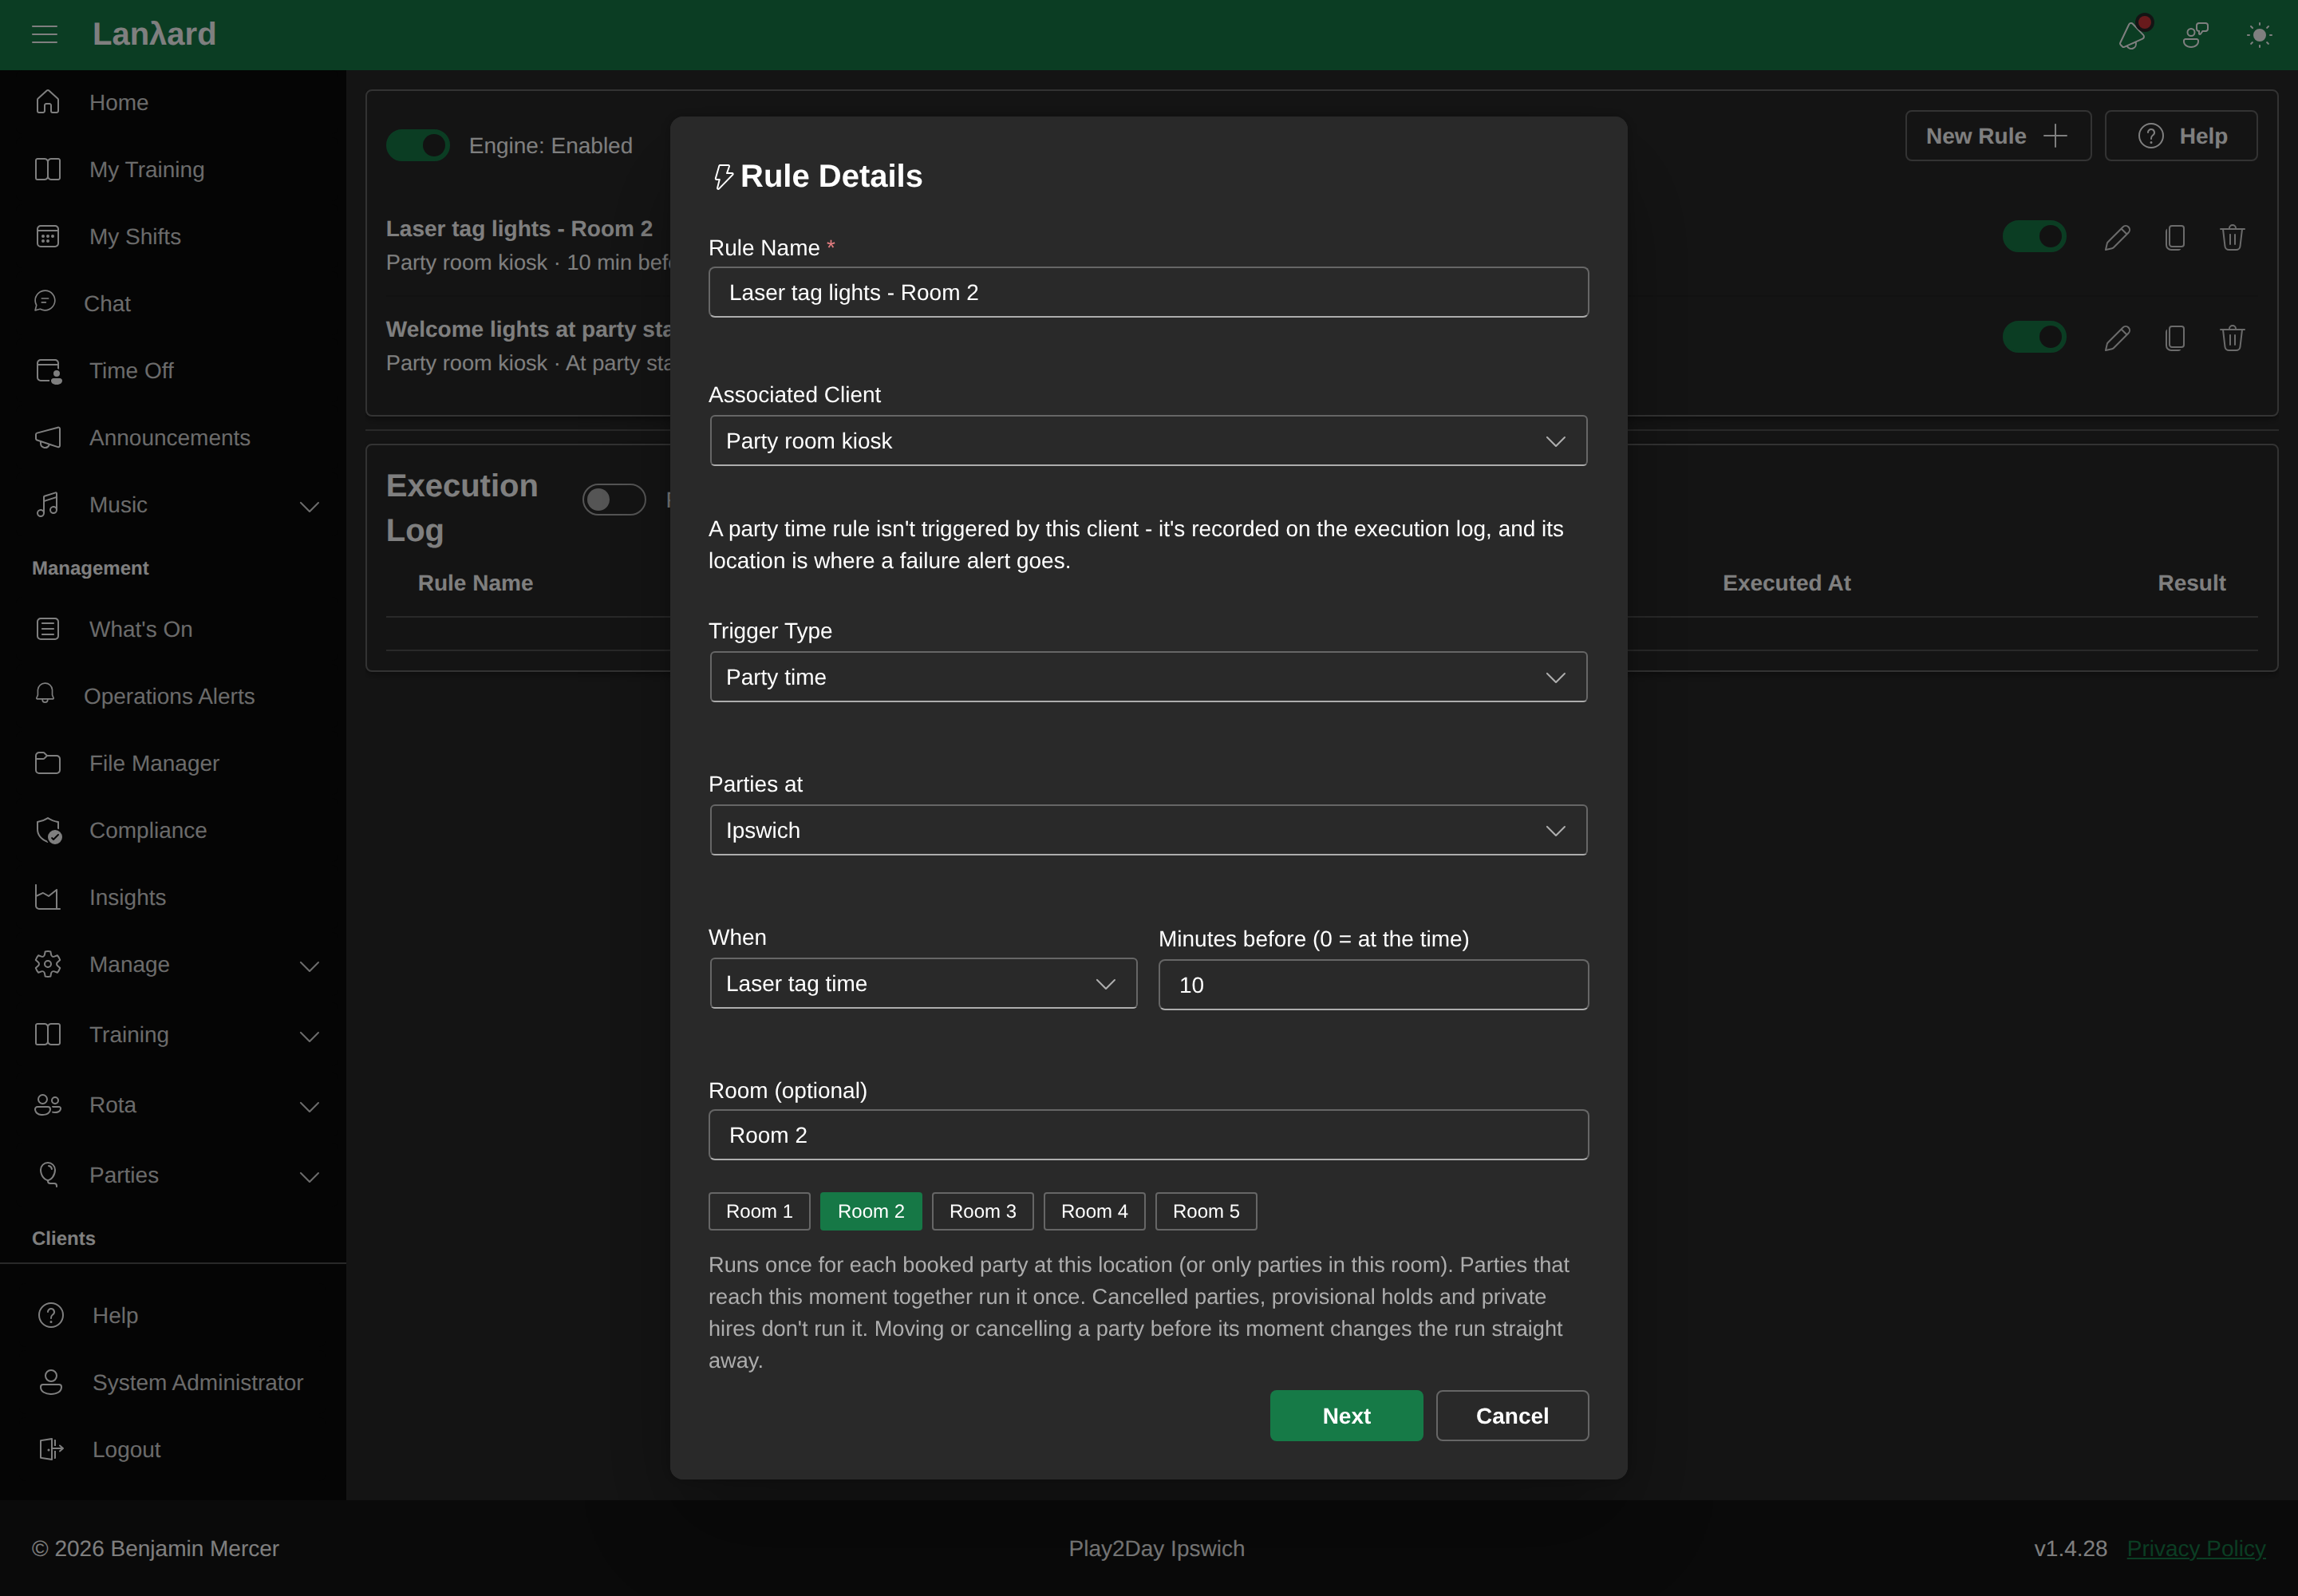 Lanλard
Home
My Training
My Shifts
Chat
Time Off
Announcements
Music
Management
What's On
Operations Alerts
File Manager
Compliance
Insights
Manage
Training
Rota
Parties
Clients
Help
System Administrator
Logout
Engine: Enabled
New Rule
Help
Laser tag lights - Room 2
Party room kiosk · 10 min
Welcome lights at party
Party room kiosk · At party
Execution
Log
Rule Name
Executed At
Result
Rule Details
Rule Name *
Laser tag lights - Room 2
Associated Client
Party room kiosk
A party time rule isn't triggered by this client - it's recorded on the execution log, and its
location is where a failure alert goes.
Trigger Type
Party time
Parties at
Ipswich
When
Minutes before (0 = at the time)
Laser tag time
10
Room (optional)
Room 2
Room 1
Room 2
Room 3
Room 4
Room 5
Runs once for each booked party at this location (or only parties in this room). Parties that
reach this moment together run it once. Cancelled parties, provisional holds and private
hires don't run it. Moving or cancelling a party before its moment changes the run straight
away.
Next
Cancel
© 2026 Benjamin Mercer
Play2Day Ipswich
v1.4.28
Privacy Policy